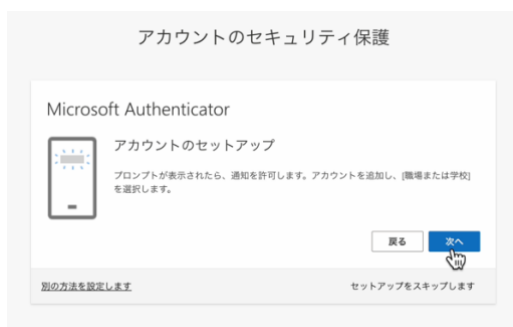 アカウントのセキュリティ保護
Microsoft Authenticator
アカウントのセットアップ
プロンプトが表示されたら、通知を許可します。アカウントを追加し、[職場または学校]
を選択します。
戻る
次へ
別の方法を設定します
セットアップをスキップします